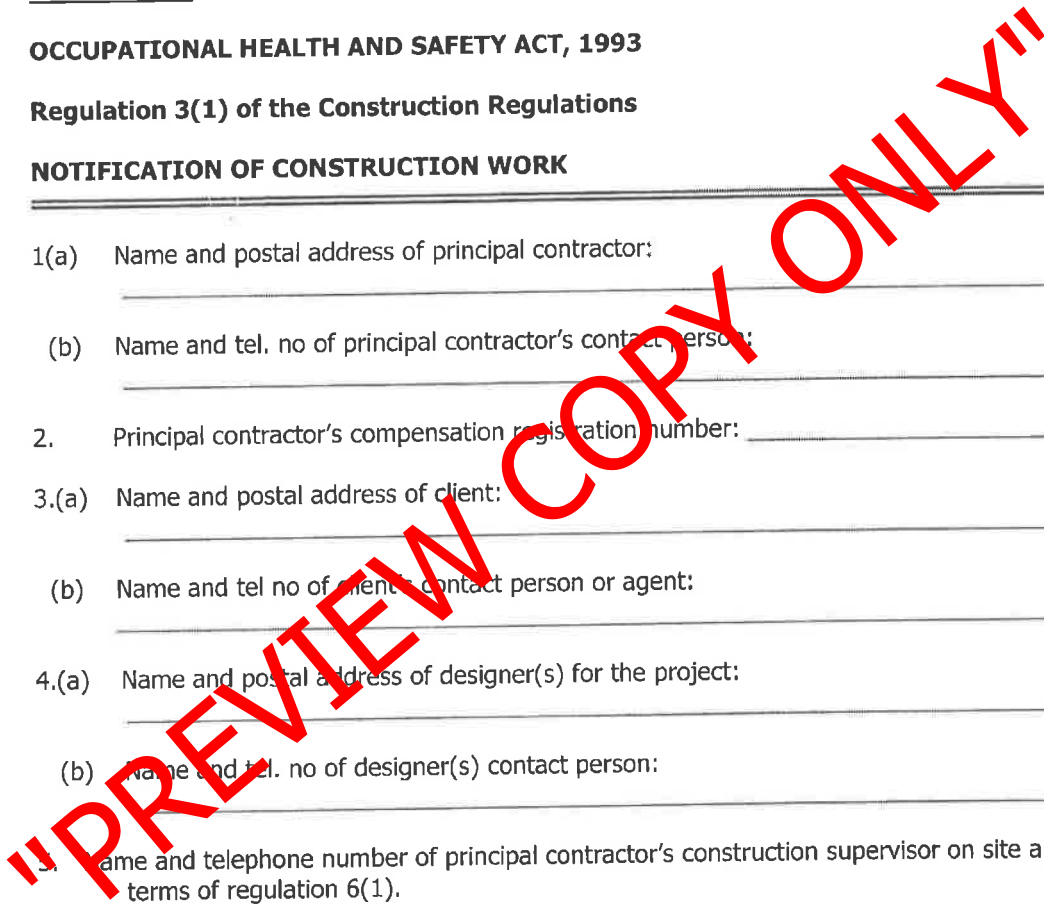 OCCUPATIONAL HEALTH AND SAFETY ACT, 1993
Regulation 3(1) of the Construction Regulations
NOTIFICATION OF CONSTRUCTION WORK
1(a) Name and postal address of principal contractor:
(b) Name and tel. no of principal contractor's contact person:
2. Principal contractor's compensation registration number:
3.(a) Name and postal address of client:
(b) Name and tel no of client's contact person or agent:
4.(a) Name and postal address of designer(s) for the project:
(b) Name and tel. no of designer(s) contact person:
5. Name and telephone number of principal contractor's construction supervisor on site a
terms of regulation 6(1).
"PREVIEW COPY ONLY"